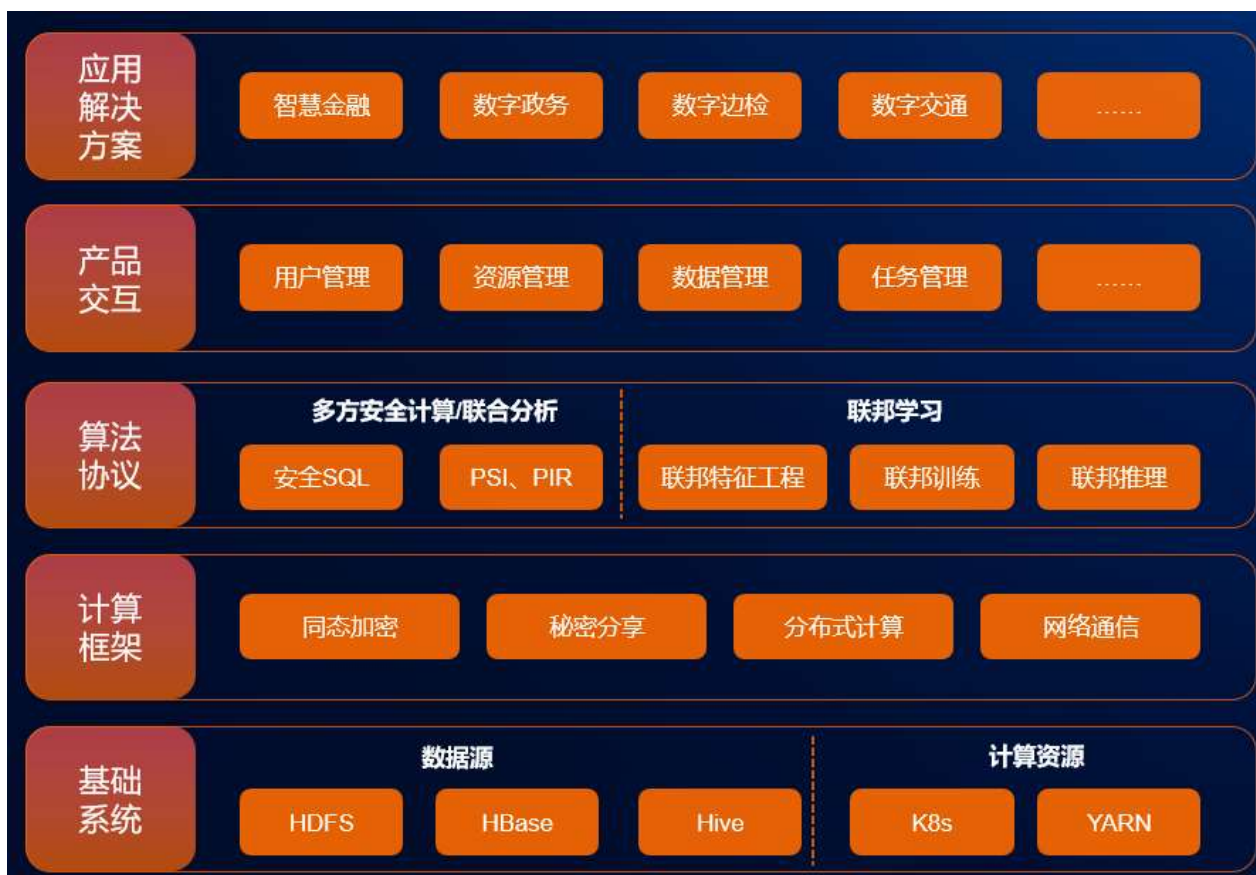 应用
解决
方案
智慧金融
数字政务
数字边检
数字交通
……
产品
交互
用户管理
资源管理
数据管理
任务管理
……
算法
协议
多方安全计算/联合分析
联邦学习
安全SQL
PSI、PIR
联邦特征工程
联邦训练
联邦推理
计算
框架
同态加密
秘密分享
分布式计算
网络通信
基础
系统
数据源
计算资源
HDFS
HBase
Hive
K8s
YARN